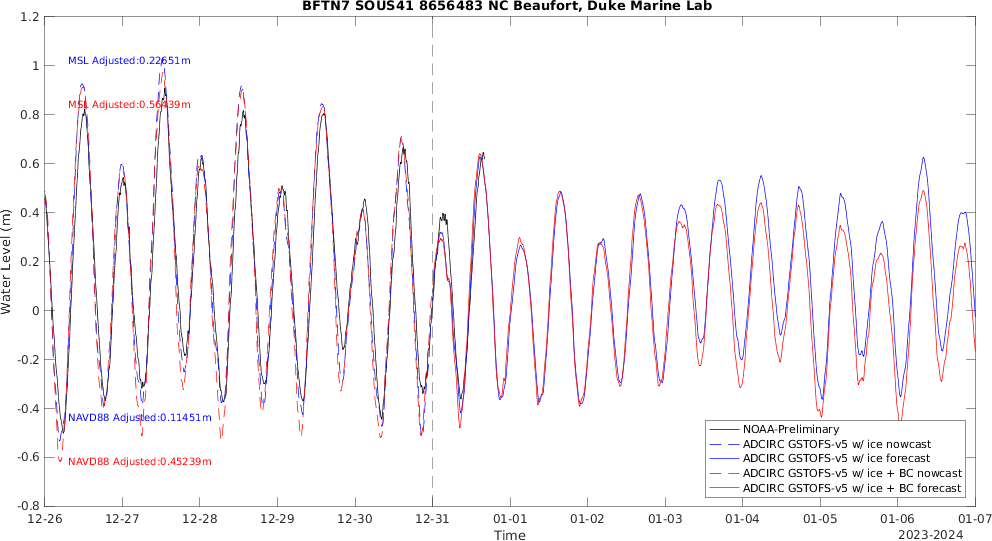 BFTN7 SOUS41 8656483 NC Beaufort, Duke Marine Lab
1.2
1
0.8
0.6
0.4
0.2
0
-0.2
-0.4
-0.6
-0.8
Water Level (m)
MSL Adjusted:0.22651m
MSL Adjusted:0.56439m
NAVD88 Adjusted:0.11451m
NAVD88 Adjusted:0.45239m
NOAA-Preliminary
ADCIRC GSTOFS-v5 w/ ice nowcast
ADCIRC GSTOFS-v5 w/ ice forecast
ADCIRC GSTOFS-v5 w/ ice + BC nowcast
ADCIRC GSTOFS-v5 w/ ice + BC forecast
12-26 12-27 12-28 12-29 12-30 12-31 01-01 01-02 01-03 01-04 01-05 01-06 01-07
Time
2023-2024